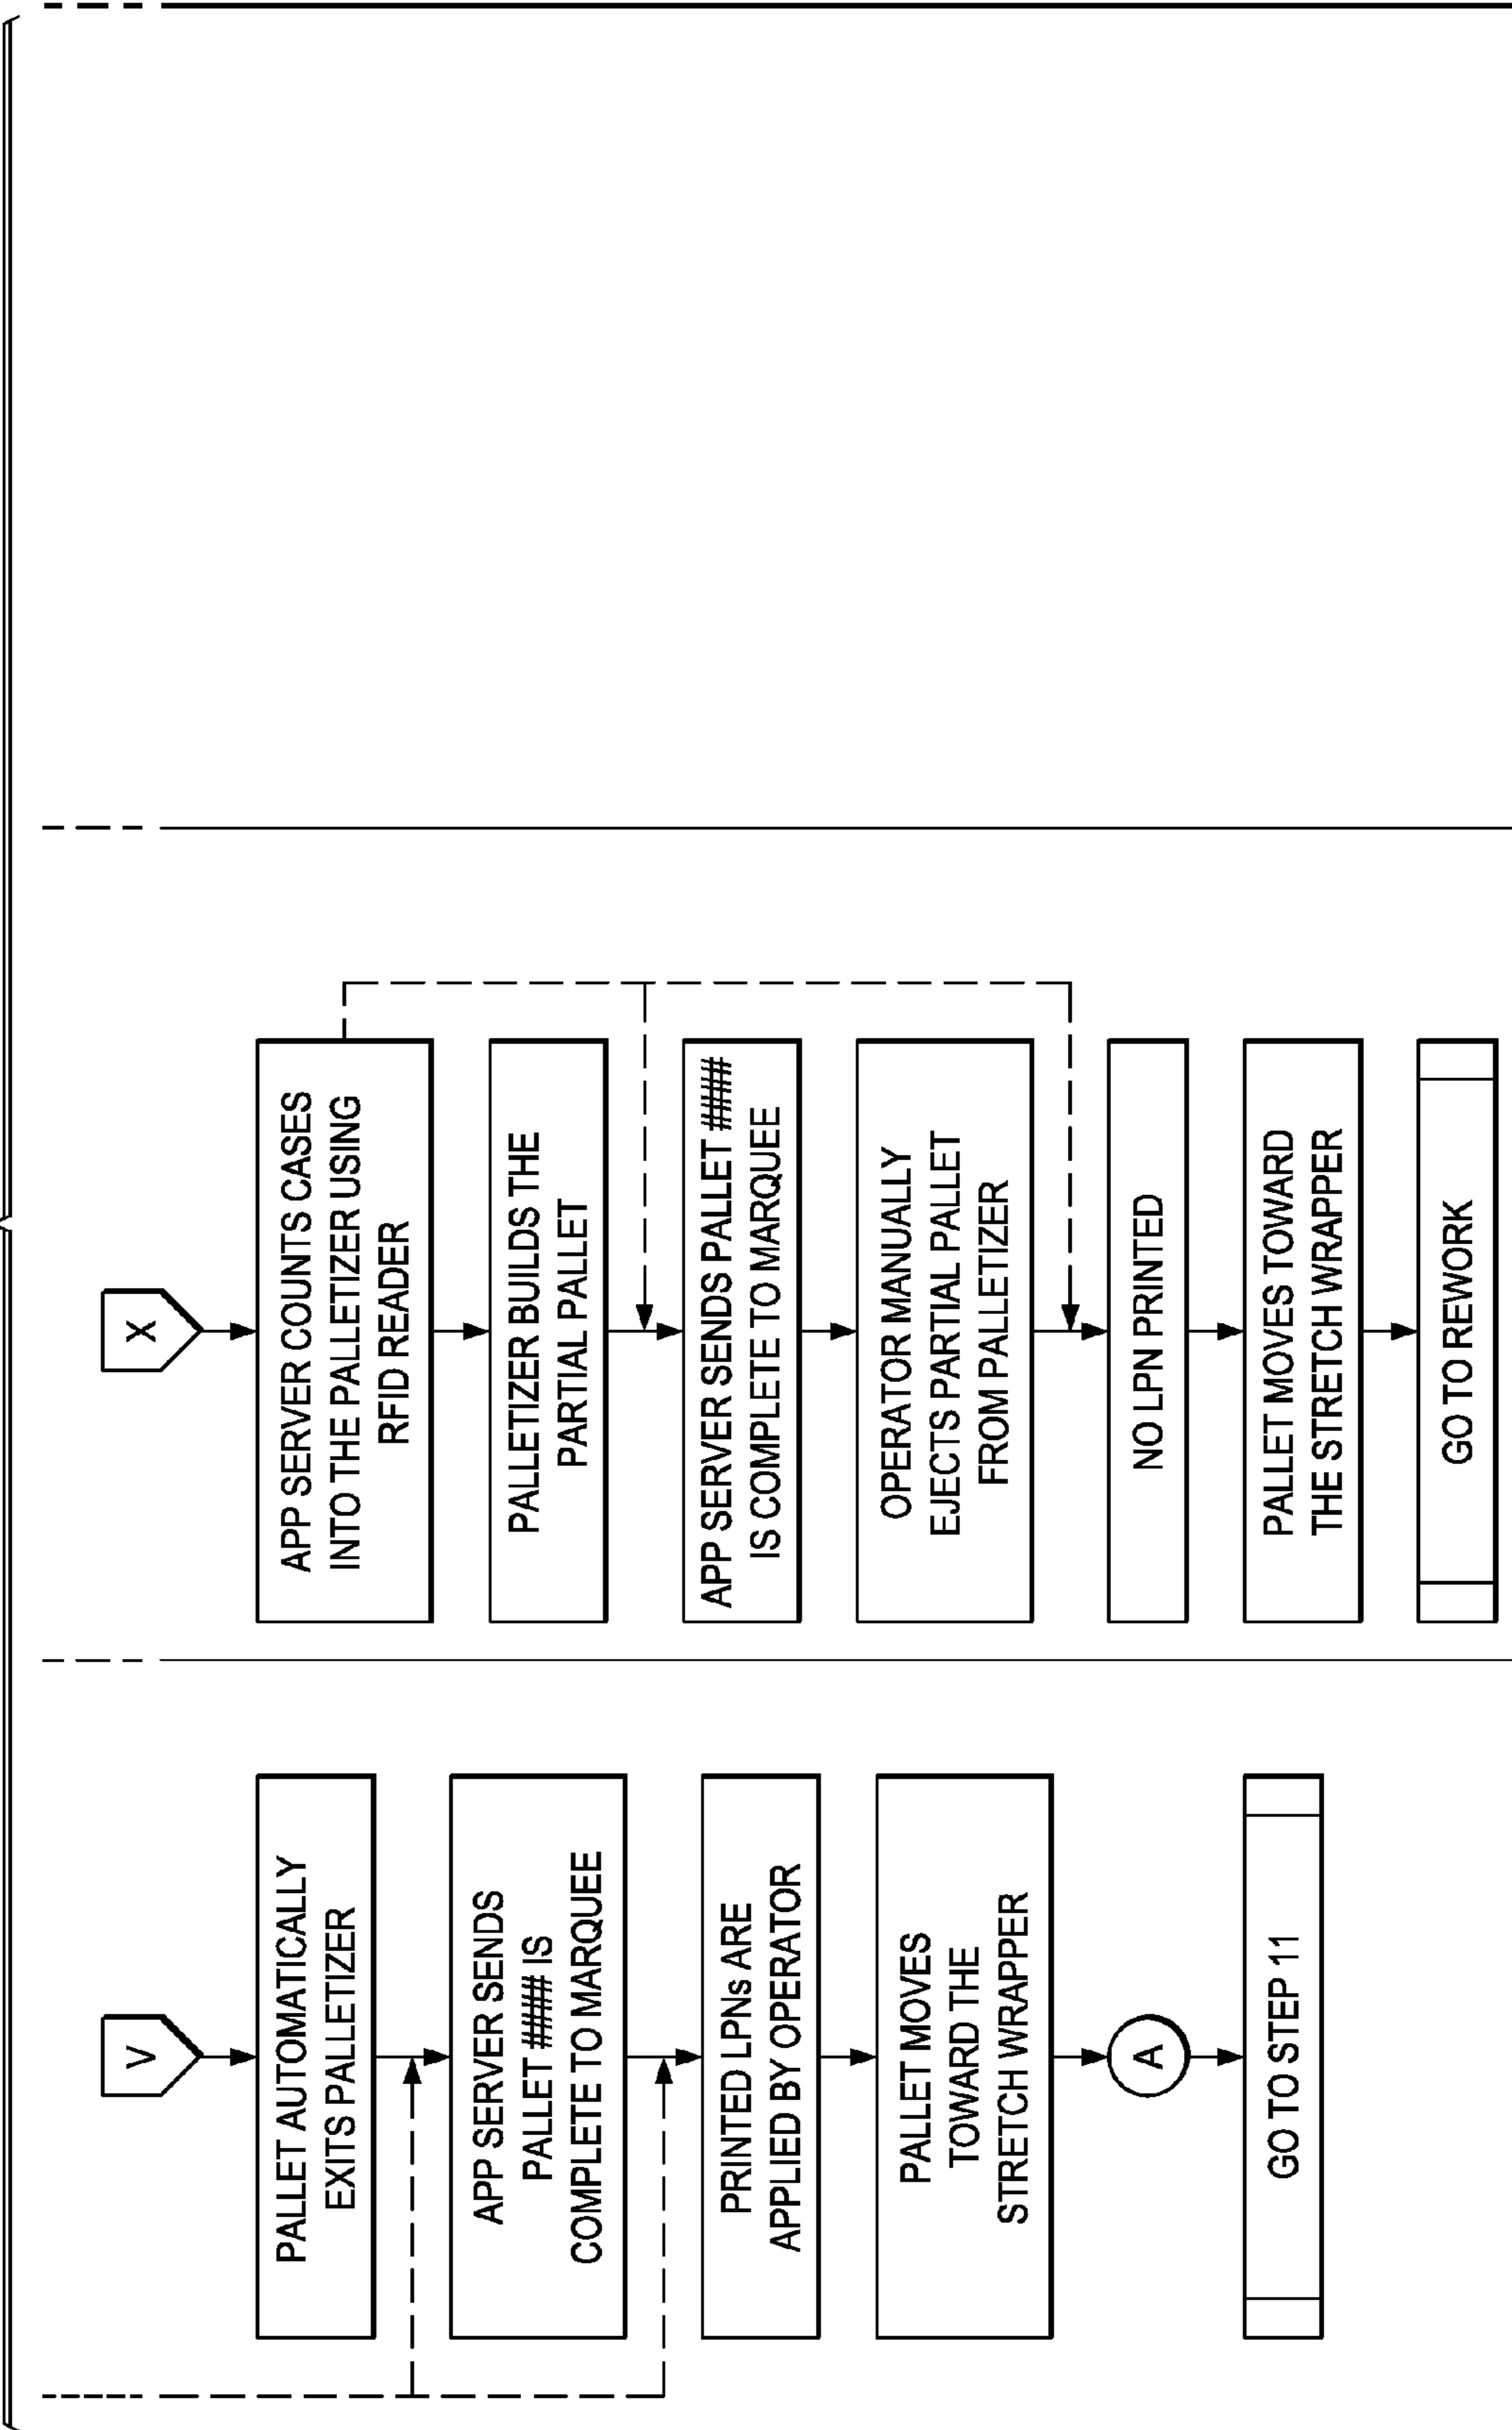 V
PALLET AUTOMATICALLY
EXITS PALLETIZER
APP SERVER SENDS
PALLET #### IS
COMPLETE TO MARQUEE
PRINTED LPNs ARE
APPLIED BY OPERATOR
PALLET MOVES
TOWARD THE
STRETCH WRAPPER
A
GO TO STEP 11
X
APP SERVER COUNTS CASES
INTO THE PALLETIZER USING
RFID READER
PALLETIZER BUILDS THE
PARTIAL PALLET
APP SERVER SENDS PALLET ####
IS COMPLETE TO MARQUEE
OPERATOR MANUALLY
EJECTS PARTIAL PALLET
FROM PALLETIZER
NO LPN PRINTED
PALLET MOVES TOWARD
THE STRETCH WRAPPER
GO TO REWORK